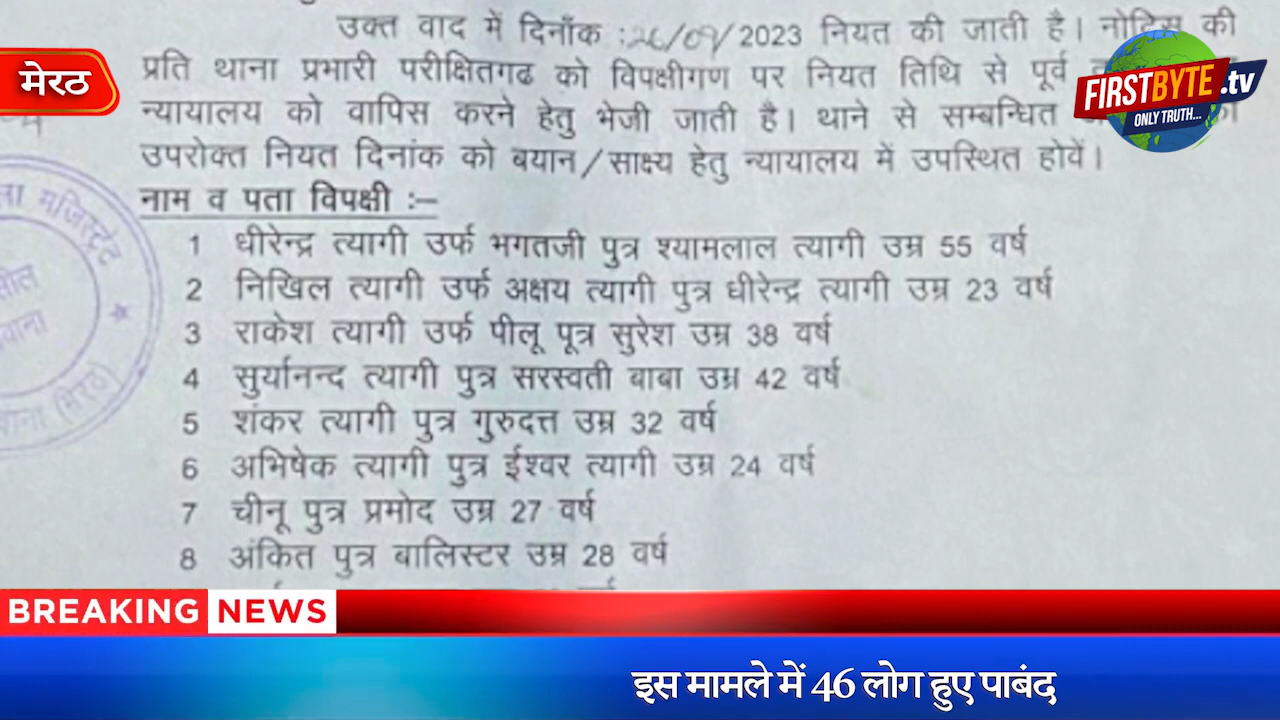 उक्त वाद में दिनाँक :26/09/2023 नियत की जाती है। नोटिस की
प्रति थाना प्रभारी परीक्षितगढ को विपक्षीगण पर नियत तिथि से पूर्व
न्यायालय को वापिस करने हेतु भेजी जाती है। थाने से सम्बन्धित
उपरोक्त नियत दिनांक को बयान/साक्ष्य हेतु न्यायालय में उपस्थित होवें।
नाम व पता विपक्षी :–
1 धीरेन्द्र त्यागी उर्फ भगतजी पुत्र श्यामलाल त्यागी उम्र 55 वर्ष
2 निखिल त्यागी उर्फ अक्षय त्यागी पुत्र धीरेन्द्र त्यागी उम्र 23 वर्ष
3 राकेश त्यागी उर्फ पीलू पूत्र सुरेश उम्र 38 वर्ष
4 सुर्यानन्द त्यागी पुत्र सरस्वती बाबा उम्र 42 वर्ष
5 शंकर त्यागी पुत्र गुरुदत्त उम्र 32 वर्ष
6 अभिषेक त्यागी पुत्र ईश्वर त्यागी उम्र 24 वर्ष
7 चीनू पुत्र प्रमोद उम्र 27 वर्ष
8 अंकित पुत्र बालिस्टर उम्र 28 वर्ष
मेरठ
FIRSTBYTE.tv
ONLY TRUTH...
मजिस्ट्रेट
(मेरठ)
BREAKING NEWS
इस मामले में 46 लोग हुए पाबंद